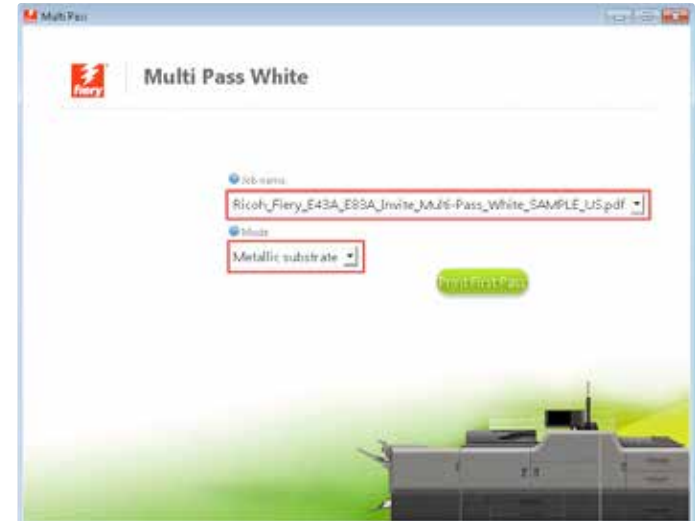 Multi Pass
fiery
Multi Pass White
Job name
Ricoh_Fiery_E43A_E83A_Invite_Multi-Pass_White_SAMPLE_US.pdf
Mode
Metallic substrate
Print First Pass